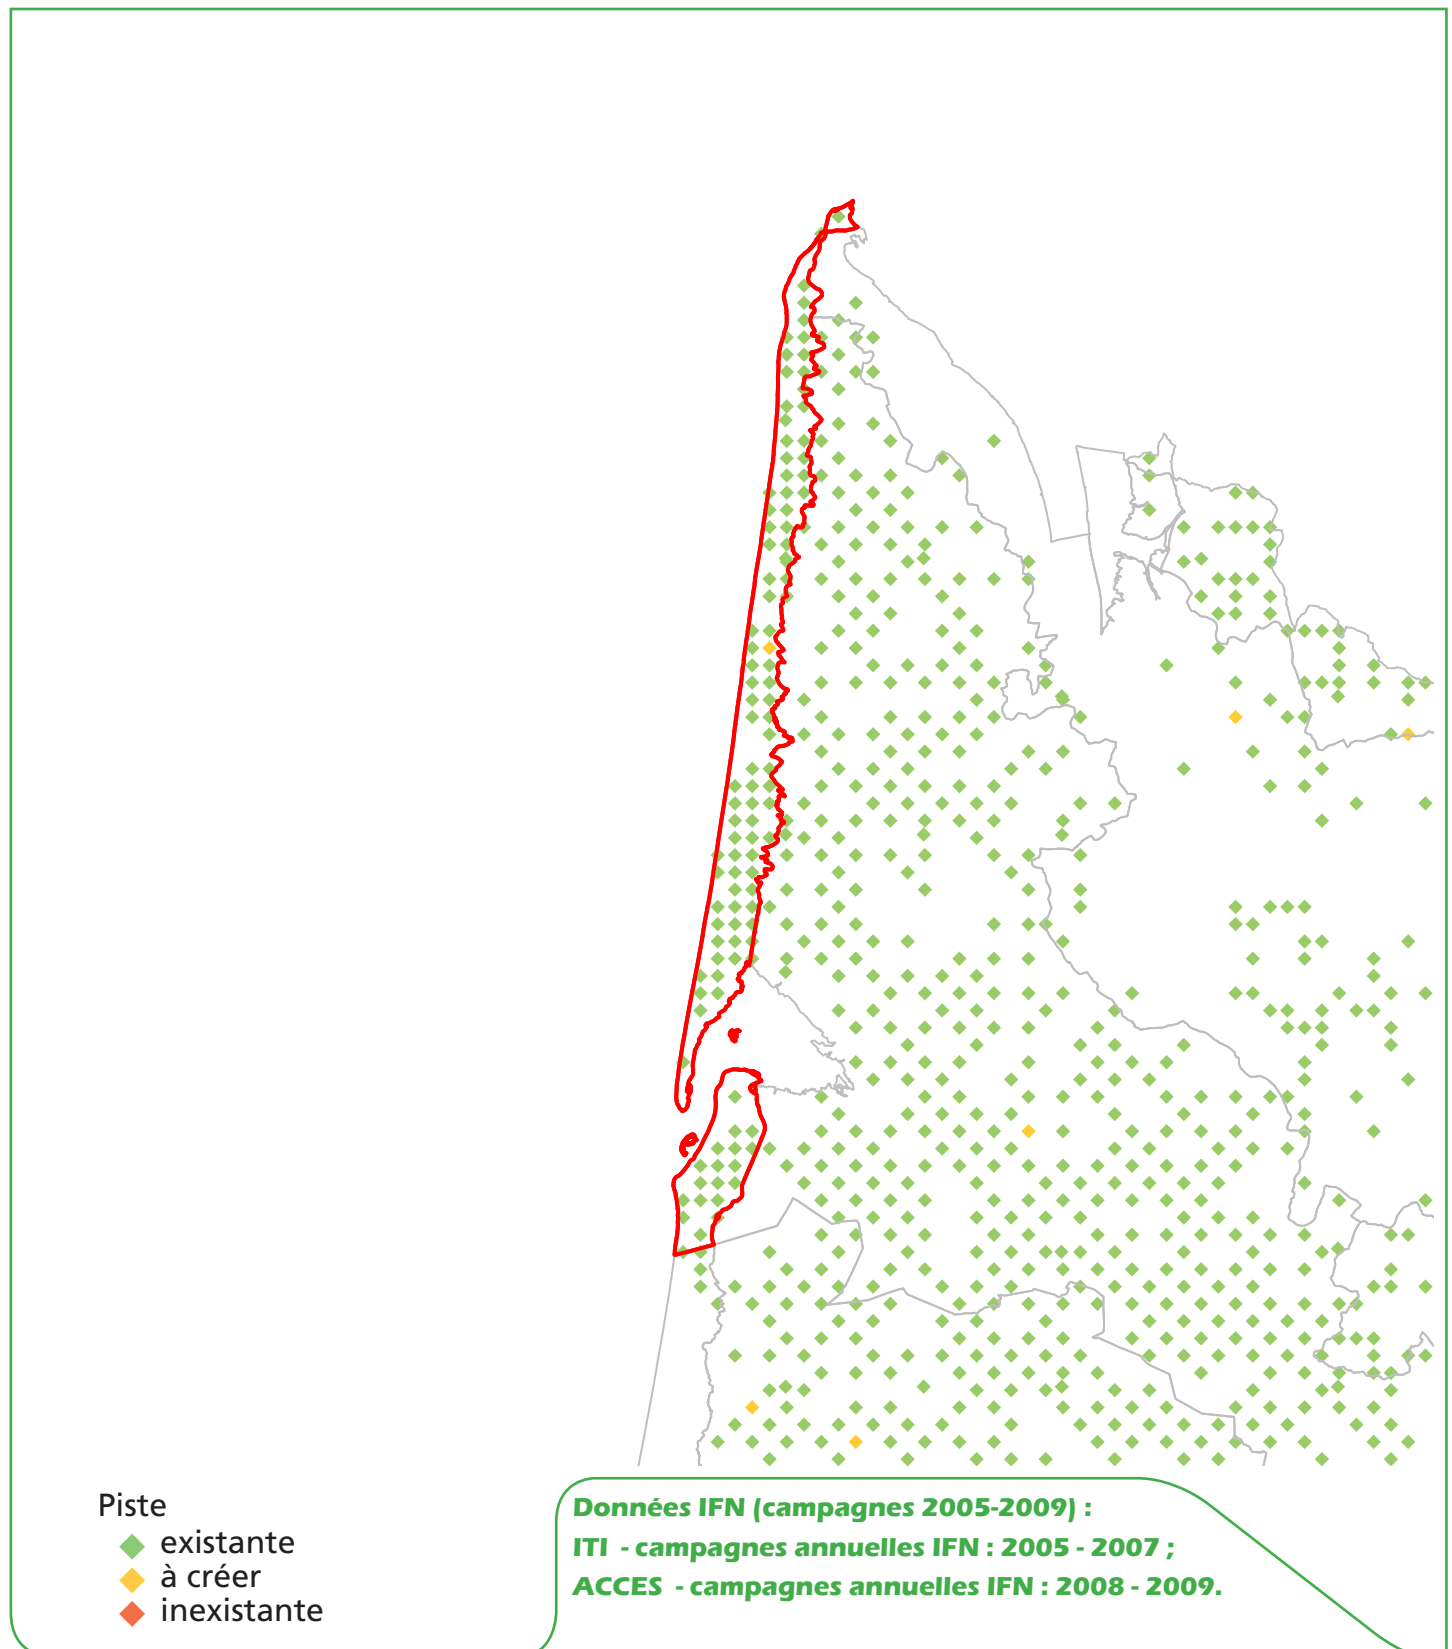 Piste
existante
à créer
inexistante
Données IFN (campagnes 2005-2009) :
ITI - campagnes annuelles IFN : 2005 - 2007 ;
ACCES - campagnes annuelles IFN : 2008 - 2009.